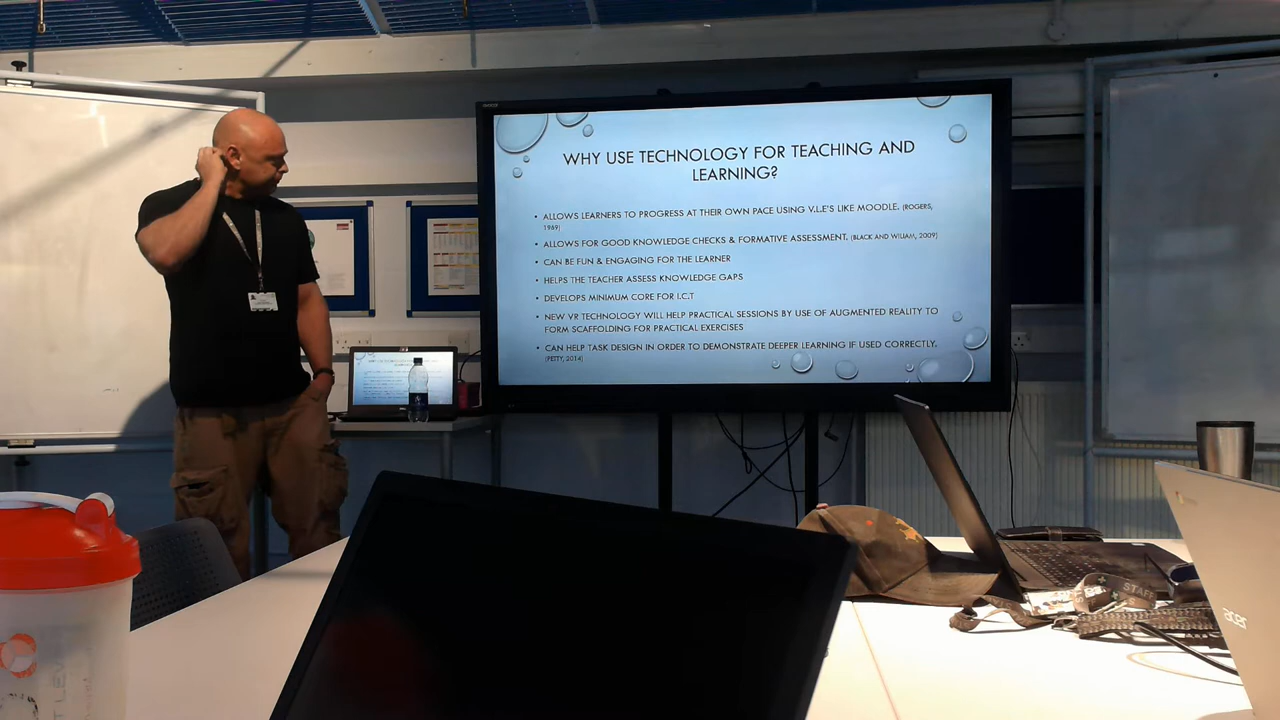 WHY USE TECHNOLOGY FOR TEACHING AND
LEARNING?
• ALLOWS LEARNERS TO PROGRESS AT THEIR OWN PACE USING V.L.E'S LIKE MOODLE. (ROGERS,
1969)
• ALLOWS FOR GOOD KNOWLEDGE CHECKS & FORMATIVE ASSESSMENT. (BLACK AND WILIAM, 2009)
• CAN BE FUN & ENGAGING FOR THE LEARNER
• HELPS THE TEACHER ASSESS KNOWLEDGE GAPS
• DEVELOPS MINIMUM CORE FOR I.C.T
• NEW VR TECHNOLOGY WILL HELP PRACTICAL SESSIONS BY USE OF AUGMENTED REALITY TO
FORM SCAFFOLDING FOR PRACTICAL EXERCISES
• CAN HELP TASK DESIGN IN ORDER TO DEMONSTRATE DEEPER LEARNING IF USED CORRECTLY.
(PETTY, 2014)
STAFF
acer